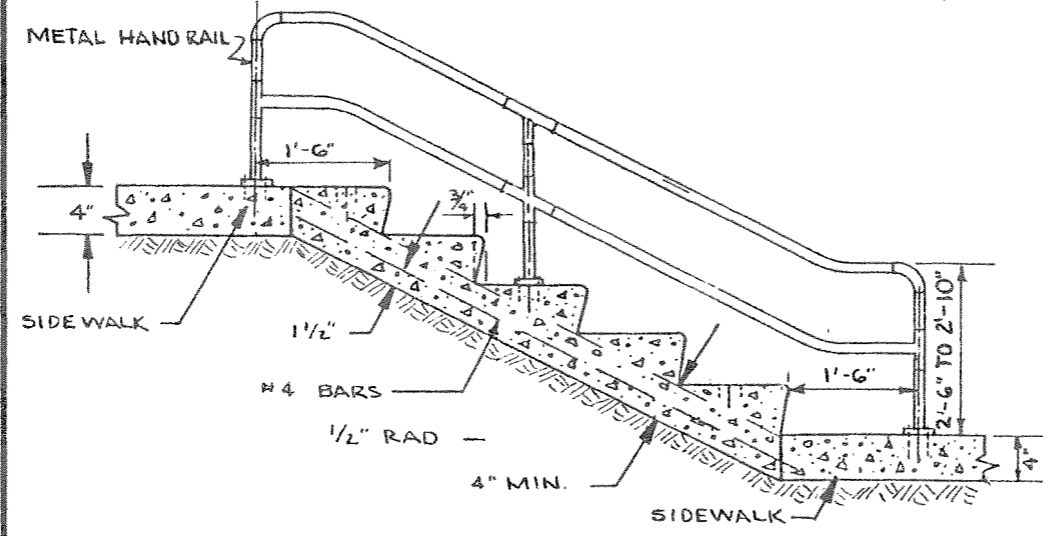 METAL HAND RAIL
1'-6"
3/4"
4"
SIDEWALK
1 1/2"
#4 BARS
1/2" RAD
4" MIN.
1'-6"
2'-6" TO 2'-10"
4"
SIDEWALK